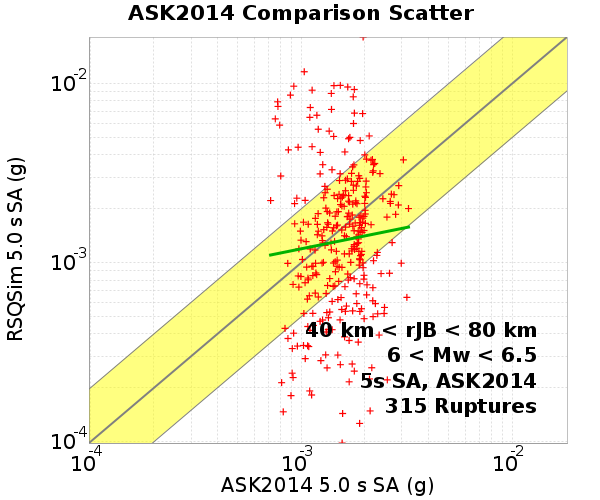 ASK2014 Comparison Scatter
RSQSim 5.0 s SA (g)
10-2
10-3
10-4
40 km < rJB < 80 km
6 < Mw < 6.5
5s SA, ASK2014
315 Ruptures
10-4
10-3
10-2
ASK2014 5.0 s SA (g)